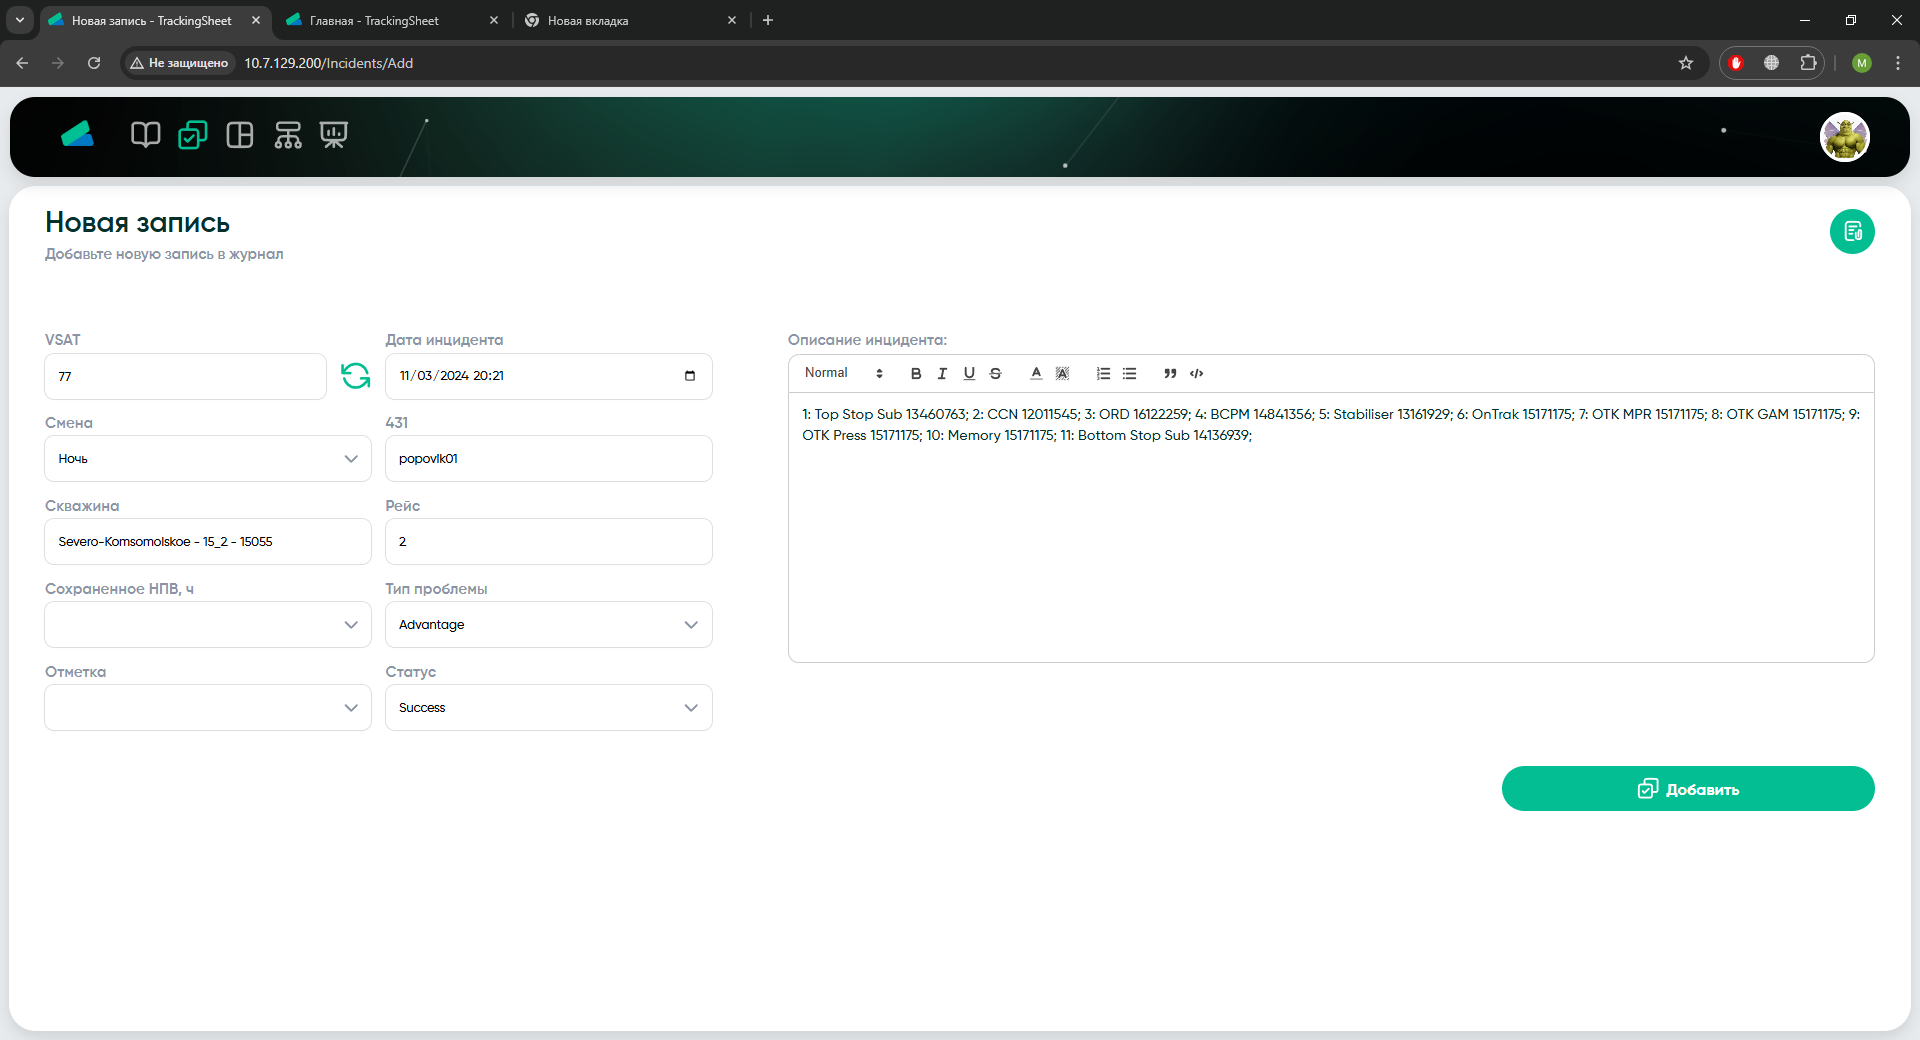 Новая запись - TrackingSheet
Главная - TrackingSheet
Новая вкладка
Не защищено
10.7.129.200/Incidents/Add
M
Новая запись
Добавьте новую запись в журнал
VSAT
Дата инцидента
77
11/03/2024 20:21
Смена
431
Ночь
popovlk01
Скважина
Рейс
Severo-Komsomolskoe - 15_2 - 15055
2
Сохраненное НПВ, ч
Тип проблемы
Advantage
Отметка
Статус
Success
Описание инцидента:
Normal
1: Top Stop Sub 13460763; 2: CCN 12011545; 3: ORD 16122259; 4: BCPM 14841356; 5: Stabiliser 13161929; 6: OnTrak 15171175; 7: OTK MPR 15171175; 8: OTK GAM 15171175; 9:
OTK Press 15171175; 10: Memory 15171175; 11: Bottom Stop Sub 14136939;
Добавить